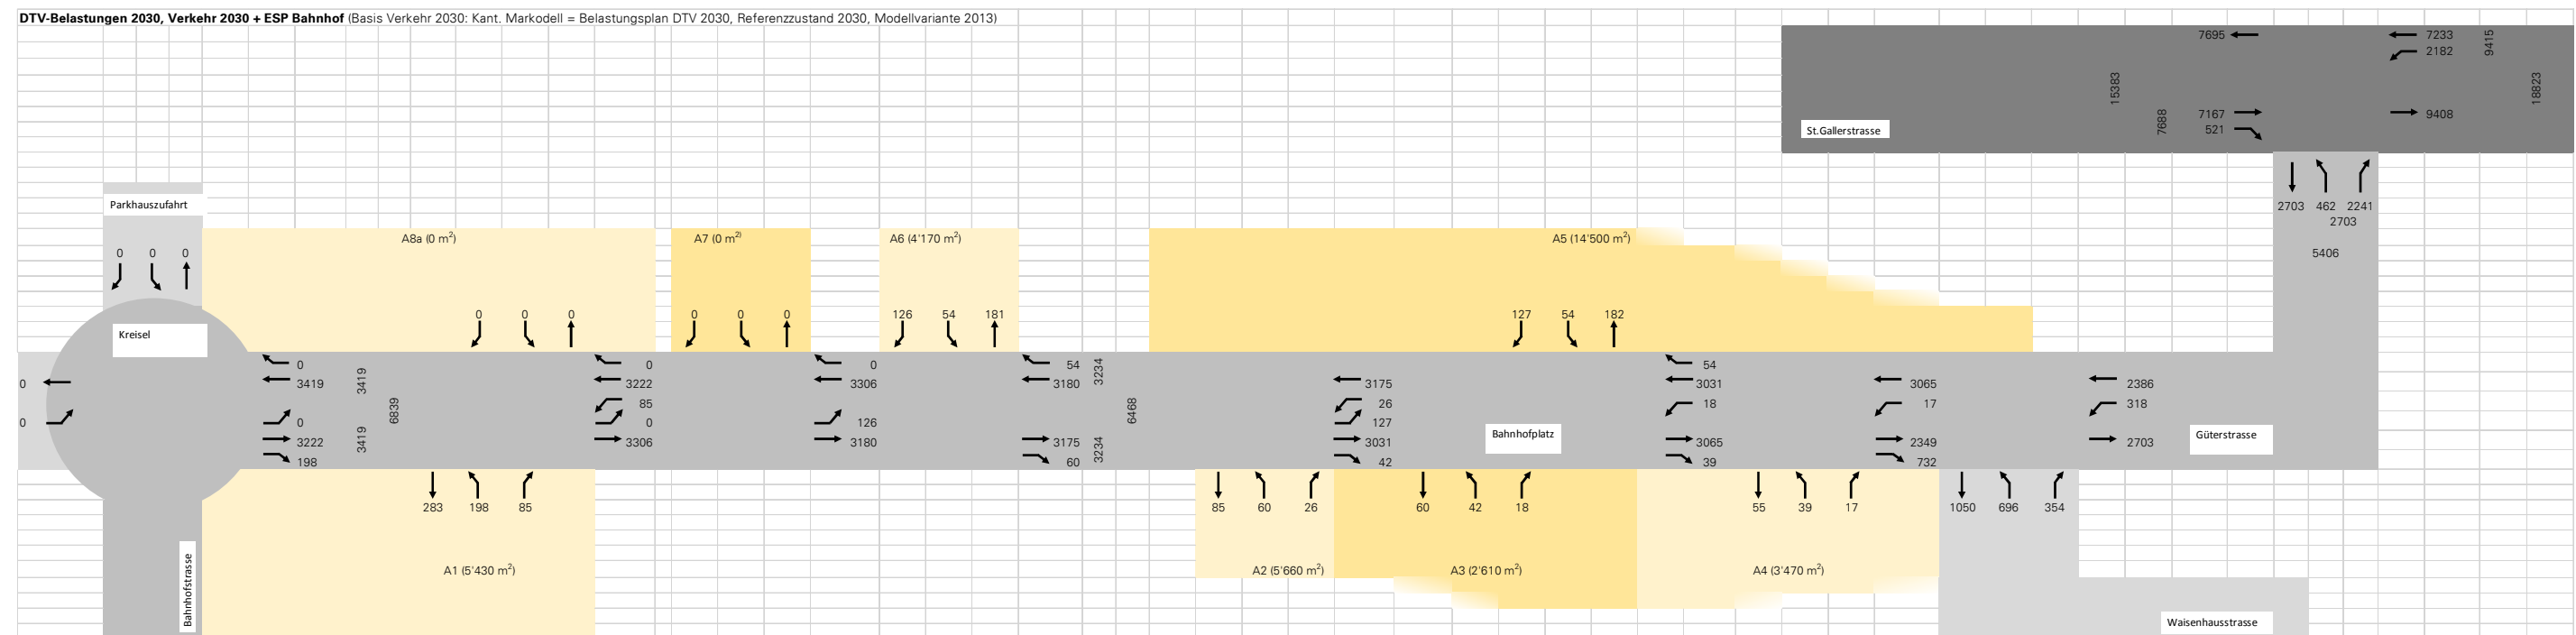 DTV-Belastungen 2030, Verkehr 2030 + ESP Bahnhof (Basis Verkehr 2030: Kant. Markodell = Belastungsplan DTV 2030, Referenzzustand 2030, Modellvariante 2013)
7695 7233
2182
9415
15383
18823
7167 9408
521
7688
St.Gallerstrasse
Parkhauszufahrt
2703 462 2241
2703
5406
A8a (0 m²) A7 (0 m²⁾ A6 (4'170 m²) A5 (14'500 m²)
0 0 0
0 0 0 0 0 0 126 54 181 127 54 182
Kreisel
0 0 0 54 54
3419 3222 3306 3180 3175 3031 3065 2386
85 26 18 17 318
0 0 0 126 127
3222 3306 3180 3175 3031 3065 2349 2703
198 60 42 39 732
0
3419
3419
6839
3234
3234
6468
Bahnhofplatz
Güterstrasse
283 198 85 85 60 26 60 42 18 55 39 17 1050 696 354
A1 (5'430 m²) A2 (5'660 m²) A3 (2'610 m²) A4 (3'470 m²)
Bahnhofstrasse
Waisenhausstrasse